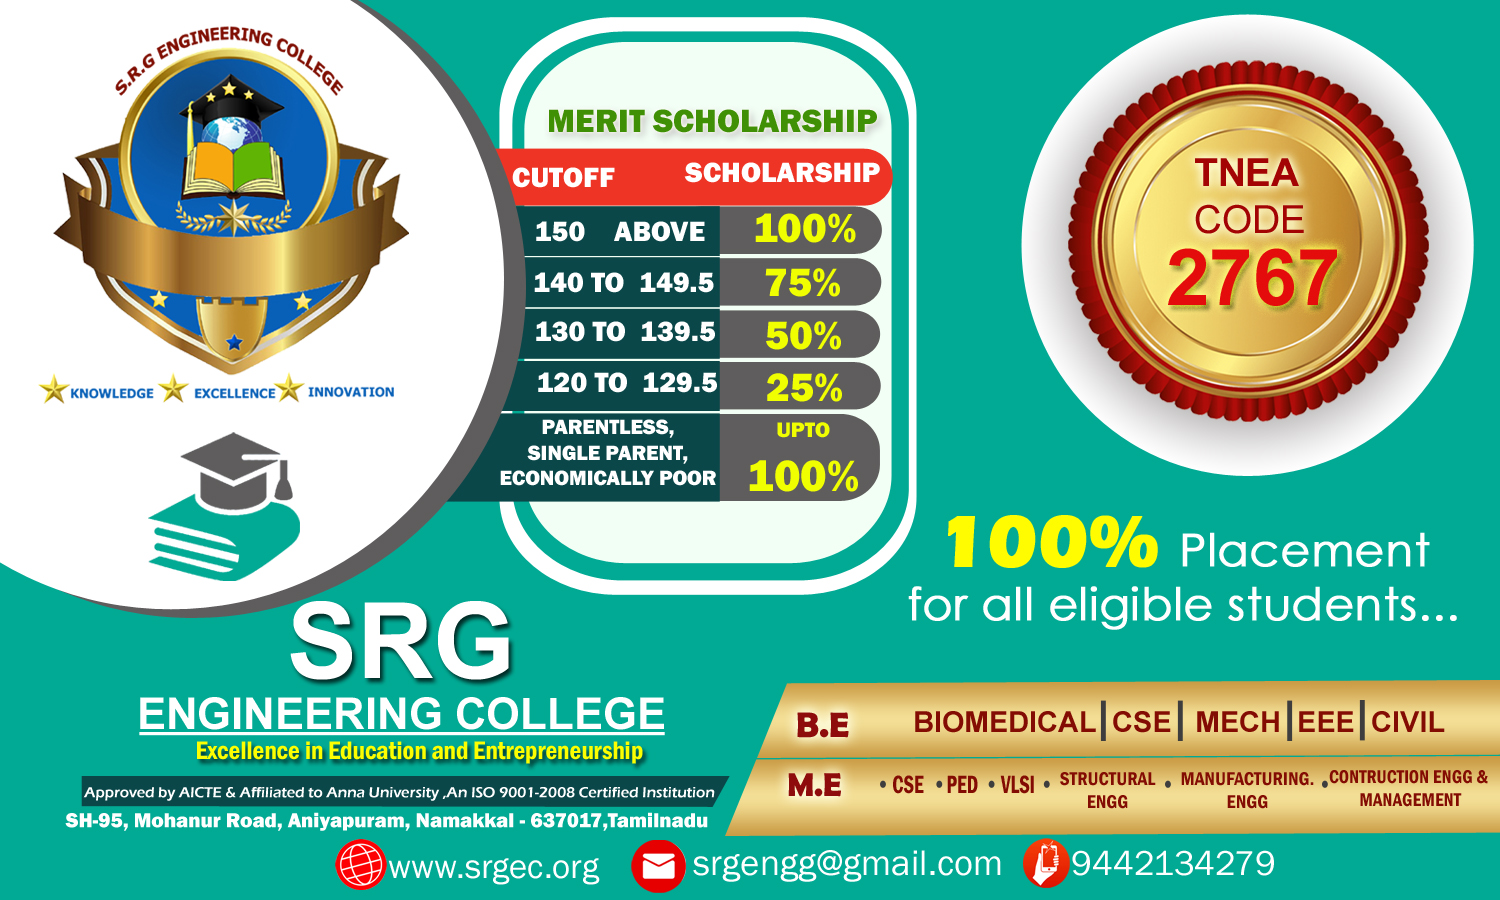 S.R.G ENGINEERING COLLEGE
KNOWLEDGE EXCELLENCE INNOVATION
MERIT SCHOLARSHIP
CUTOFF SCHOLARSHIP
150 ABOVE 100%
140 TO 149.5 75%
130 TO 139.5 50%
120 TO 129.5 25%
PARENTLESS,
SINGLE PARENT,
ECONOMICALLY POOR
UPTO
100%
TNEA
CODE
2767
100% Placement
for all eligible students...
SRG
ENGINEERING COLLEGE
Excellence in Education and Entrepreneurship
Approved by AICTE & Affiliated to Anna University ,An ISO 9001-2008 Certified Institution
SH-95, Mohanur Road, Aniyapuram, Namakkal - 637017,Tamilnadu
B.E BIOMEDICAL | CSE | MECH | EEE | CIVIL
M.E • CSE • PED • VLSI • STRUCTURAL
ENGG
• MANUFACTURING.
ENGG
• CONTRUCTION ENGG &
MANAGEMENT
www.srgec.org srgengg@gmail.com 9442134279